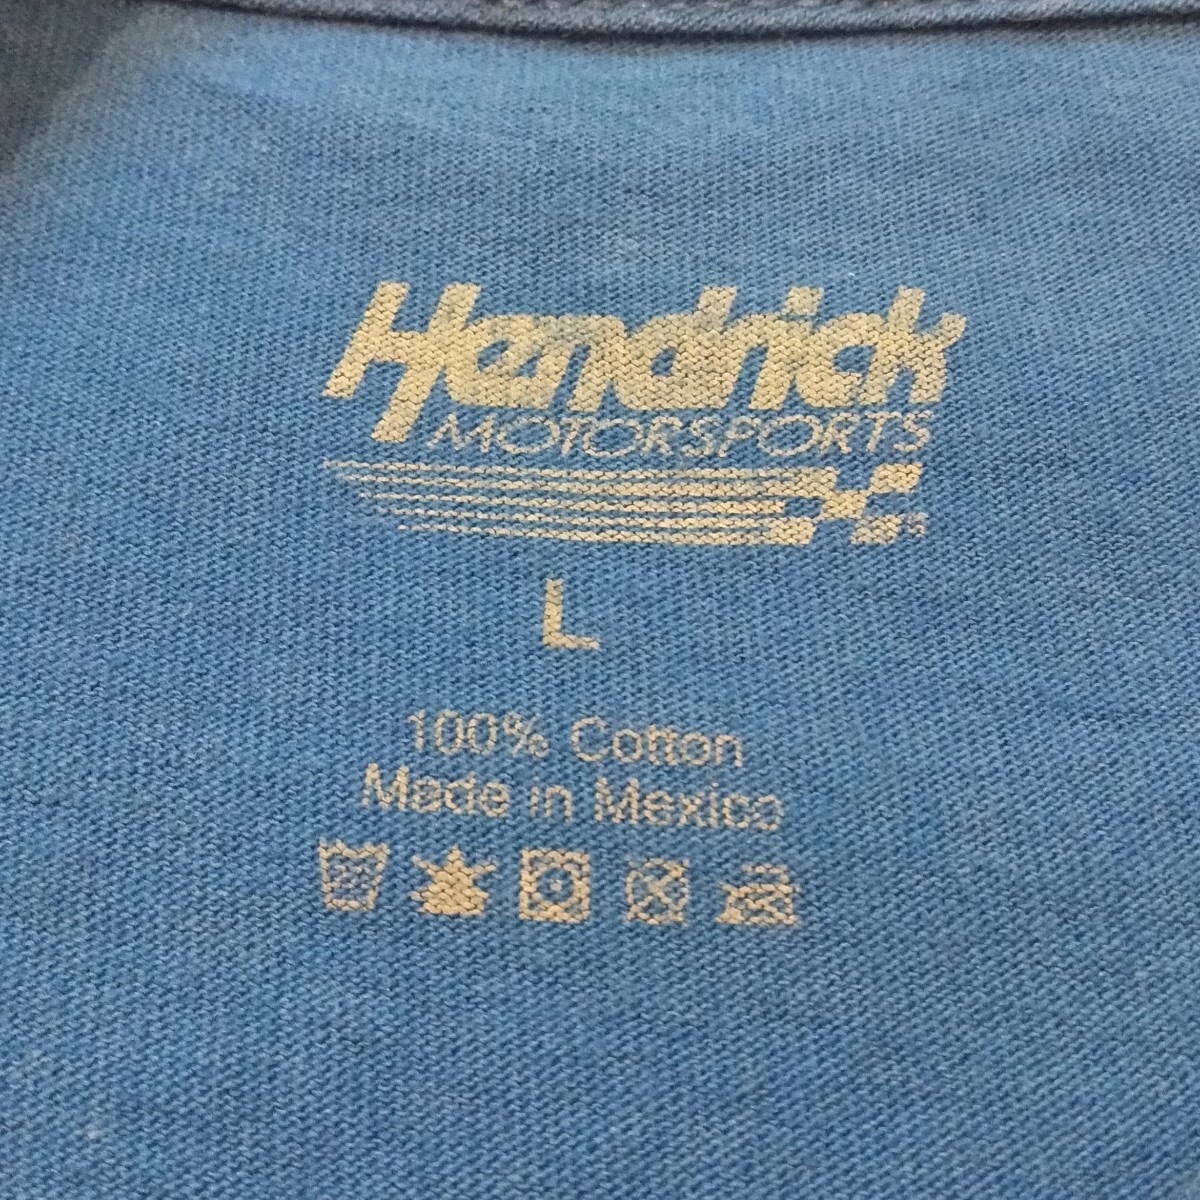 Hendrick
MOTORSPORTS
L
100% Cotton
Made in Mexico